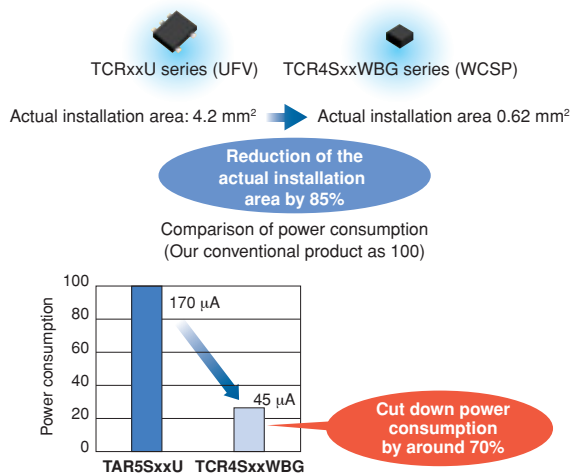 TCRxxU series (UFV)
TCR4SxxWBG series (WCSP)
Actual installation area: 4.2 mm²
Actual installation area 0.62 mm²
Reduction of the
actual installation
area by 85%
Comparison of power consumption
(Our conventional product as 100)
Power consumption
100
80
60
40
20
0
170 µA
45 µA
TAR5SxxU
TCR4SxxWBG
Cut down power
consumption
by around 70%